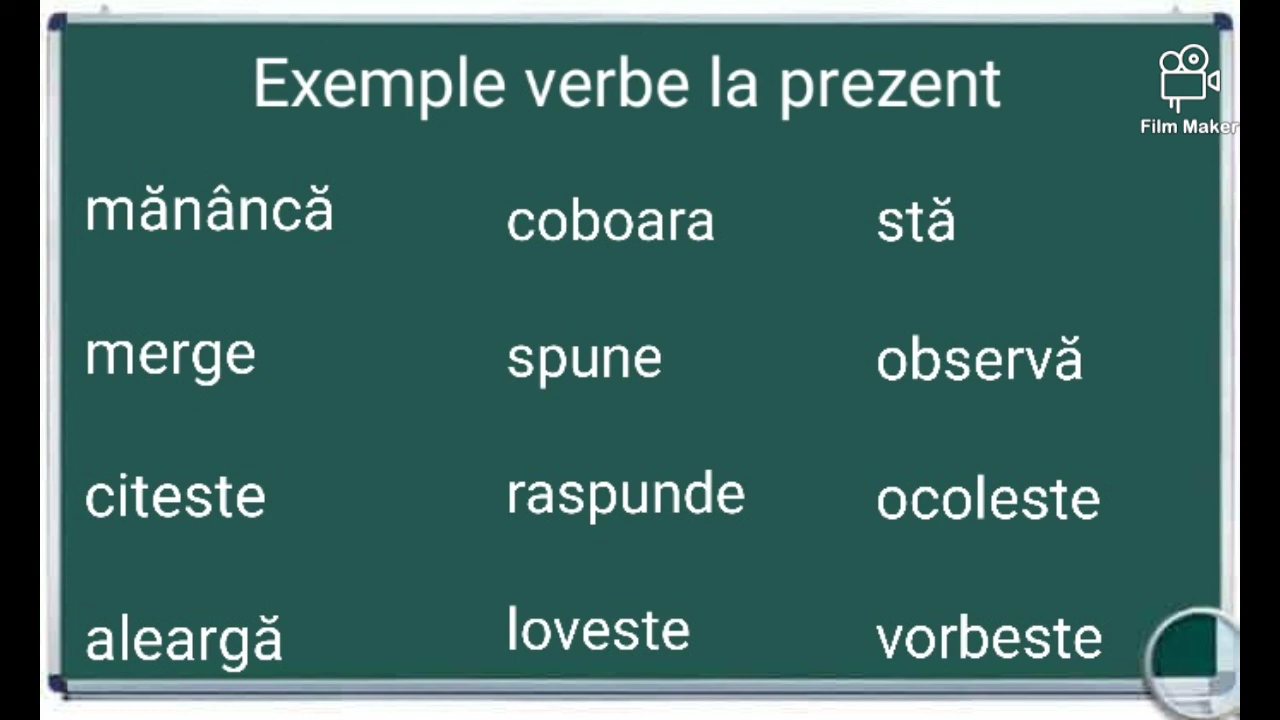 Exemple verbe la prezent
Film Maker
mănâncă
coboara
stă
merge
spune
observă
citeste
raspunde
ocoleste
aleargă
loveste
vorbeste